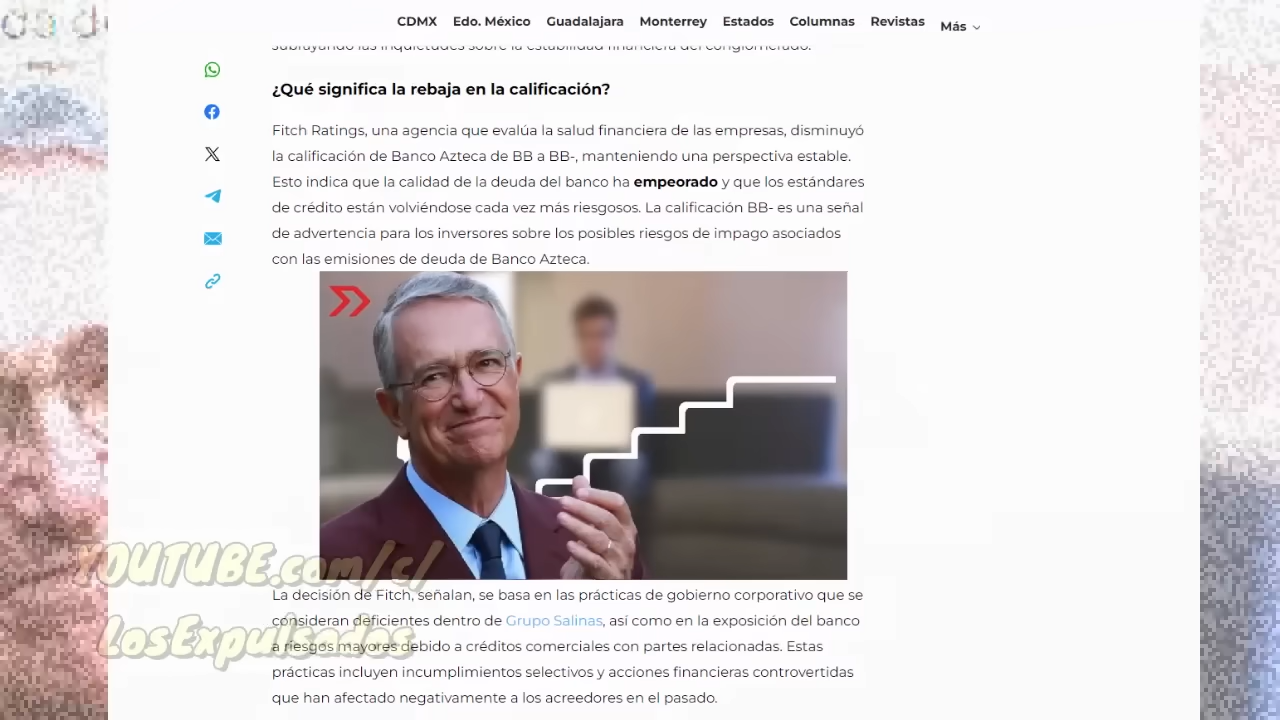 CDMX Edo. México Guadalajara Monterrey Estados Columnas Revistas Más
subrayando las inquietudes sobre la estabilidad financiera del conglomerado.
¿Qué significa la rebaja en la calificación?
Fitch Ratings, una agencia que evalúa la salud financiera de las empresas, disminuyó
la calificación de Banco Azteca de BB a BB-, manteniendo una perspectiva estable.
Esto indica que la calidad de la deuda del banco ha empeorado y que los estándares
de crédito están volviéndose cada vez más riesgosos. La calificación BB- es una señal
de advertencia para los inversores sobre los posibles riesgos de impago asociados
con las emisiones de deuda de Banco Azteca.
YOUTUBE.com/c/
LosExpulsados
La decisión de Fitch, señalan, se basa en las prácticas de gobierno corporativo que se
consideran deficientes dentro de Grupo Salinas, así como en la exposición del banco
a riesgos mayores debido a créditos comerciales con partes relacionadas. Estas
prácticas incluyen incumplimientos selectivos y acciones financieras controvertidas
que han afectado negativamente a los acreedores en el pasado.